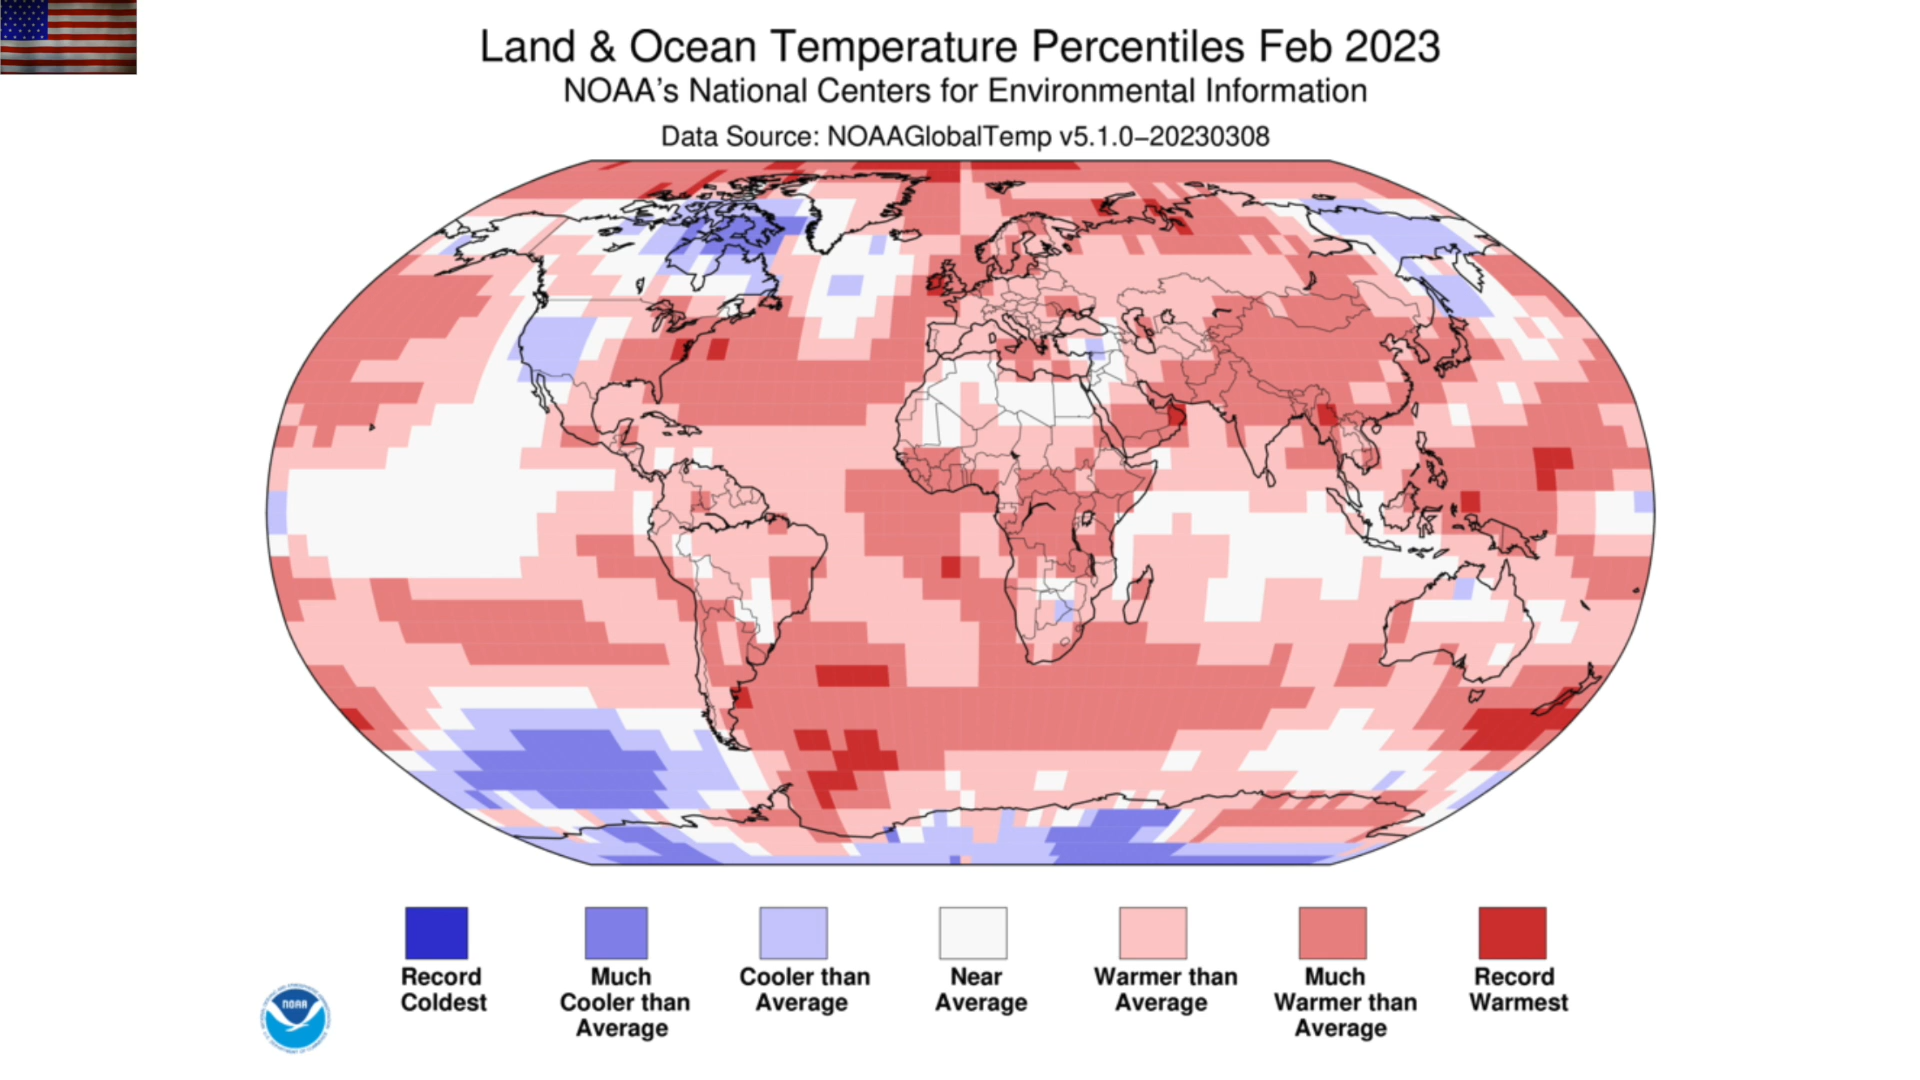 Land & Ocean Temperature Percentiles Feb 2023
NOAA's National Centers for Environmental Information
Data Source: NOAAGlobalTemp v5.1.0–20230308
Record
Coldest
Much
Cooler than
Average
Cooler than
Average
Near
Average
Warmer than
Average
Much
Warmer than
Average
Record
Warmest
NOAA